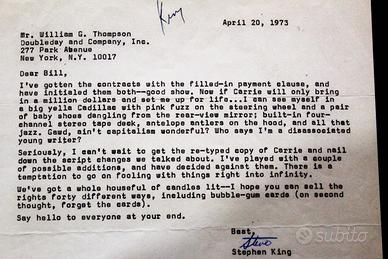 King
April 20, 1973
Mr. William G. Thompson
Doubleday and Company, Inc.
277 Park Avenue
New York, N.Y. 10017
Dear Bill,
I've gotten the contracts with the filled-in payment clause, and
have initialed them both--good show. Now if Carrie will only bring
in a million dollars and set me up for life...I can see myself in
a big yella Cadillac with pink fuzz on the steering wheel and a pair
of baby shoes dangling from the rear-view mirror; built-in four-
channel stereo tape desk, antelope antlers on the hood, and all that
jazz. Gawd, ain't capitalism wonderful? Who says I'm a disassociated
young writer?
Seriously, I can't wait to get the re-typed copy of Carrie and nail
down the script changes we talked about. I've played with a couple
of possible additions, and have decided against them. There is a
temptation to go on fooling with things right into infinity.
We've got a whole houseful of candles lit--I hope you can sell the
rights forty different ways, including bubble-gum cards (on second
thought, forget the cards).
Say hello to everyone at your end.
Best,
Steve
Stephen King
subito